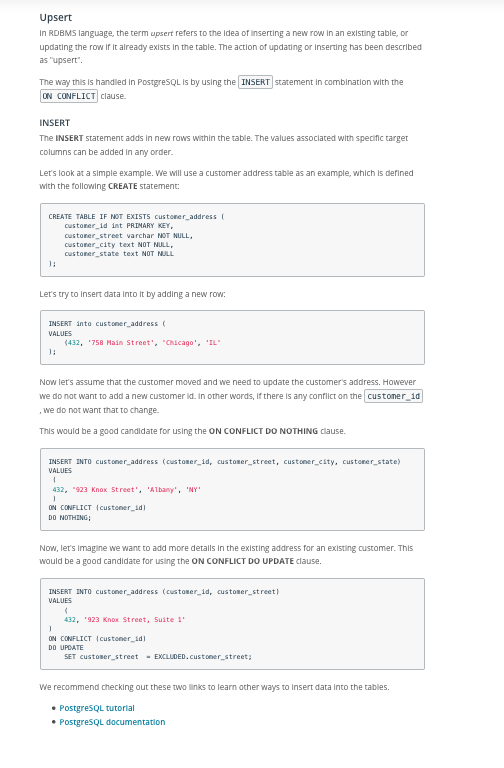 Upsert
In RDBMS language, the term upsert refers to the idea of inserting a new row in an existing table, or
updating the row if it already exists in the table. The action of updating or inserting has been described
as "upsert".
The way this is handled in PostgreSQL is by using the INSERT statement in combination with the
ON CONFLICT clause.
INSERT
The INSERT statement adds in new rows within the table. The values associated with specific target
columns can be added in any order.
Let's look at a simple example. We will use a customer address table as an example, which is defined
with the following CREATE statement:
CREATE TABLE IF NOT EXISTS customer_address (
    customer_id int PRIMARY KEY,
    customer_street varchar NOT NULL,
    customer_city text NOT NULL,
    customer_state text NOT NULL
);
Let's try to insert data into it by adding a new row:
INSERT into customer_address (
VALUES
    (432, '758 Main Street', 'Chicago', 'IL'
);
Now let's assume that the customer moved and we need to update the customer's address. However
we do not want to add a new customer id. In other words, if there is any conflict on the customer_id
, we do not want that to change.
This would be a good candidate for using the ON CONFLICT DO NOTHING clause.
INSERT INTO customer_address (customer_id, customer_street, customer_city, customer_state)
VALUES
 (
 432, '923 Knox Street', 'Albany', 'NY'
 )
ON CONFLICT (customer_id)
DO NOTHING;
Now, let's imagine we want to add more details in the existing address for an existing customer. This
would be a good candidate for using the ON CONFLICT DO UPDATE clause.
INSERT INTO customer_address (customer_id, customer_street)
VALUES
    (
    432, '923 Knox Street, Suite 1'
)
ON CONFLICT (customer_id)
DO UPDATE
    SET customer_street  = EXCLUDED.customer_street;
We recommend checking out these two links to learn other ways to insert data into the tables.
• PostgreSQL tutorial
• PostgreSQL documentation